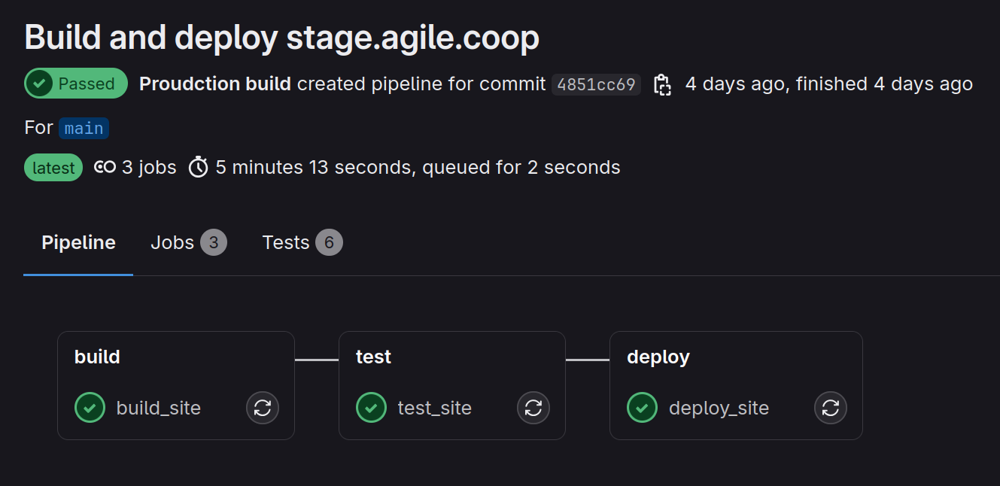 Build and deploy stage.agile.coop
Passed Proudction build created pipeline for commit 4851cc69 4 days ago, finished 4 days ago
For main
latest 3 jobs 5 minutes 13 seconds, queued for 2 seconds
Pipeline Jobs 3 Tests 6
build test deploy
build_site test_site deploy_site